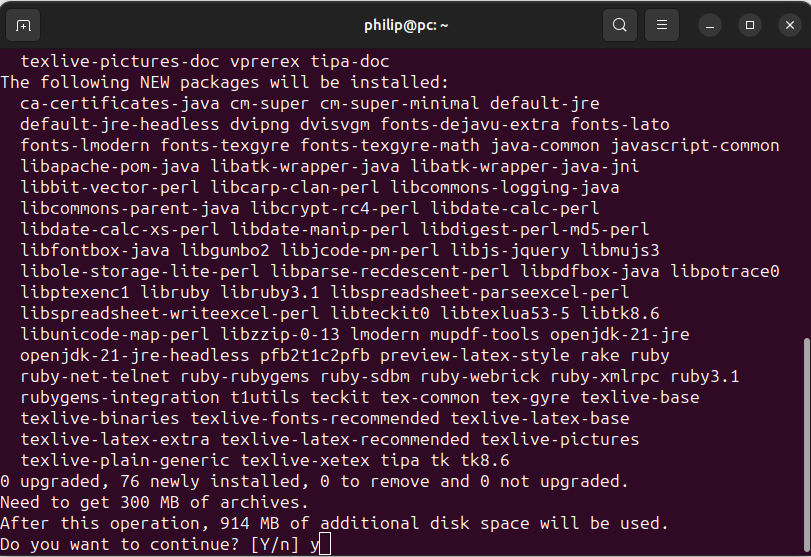 philip@pc: ~
texlive-pictures-doc vprerex tipa-doc
The following NEW packages will be installed:
ca-certificates-java cm-super cm-super-minimal default-jre
default-jre-headless dvipng dvisvgm fonts-dejavu-extra fonts-lato
fonts-lmodern fonts-texgyre fonts-texgyre-math java-common javascript-common
libapache-pom-java libatk-wrapper-java libatk-wrapper-java-jni
libbit-vector-perl libcarp-clan-perl libcommons-logging-java
libcommons-parent-java libcrypt-rc4-perl libdate-calc-perl
libdate-calc-xs-perl libdate-manip-perl libdigest-perl-md5-perl
libfontbox-java libgumbo2 libjcode-pm-perl libjs-jquery libmujs3
libole-storage-lite-perl libparse-recdescent-perl libpdfbox-java libpotrace0
libptexenc1 libruby libruby3.1 libspreadsheet-parseexcel-perl
libspreadsheet-writeexcel-perl libteckit0 libtexlua53-5 libtk8.6
libunicode-map-perl libzzip-0-13 lmodern mupdf-tools openjdk-21-jre
openjdk-21-jre-headless pfb2t1c2pfb preview-latex-style rake ruby
ruby-net-telnet ruby-rubygems ruby-sdbm ruby-webrick ruby-xmlrpc ruby3.1
rubygems-integration t1utils teckit tex-common tex-gyre texlive-base
texlive-binaries texlive-fonts-recommended texlive-latex-base
texlive-latex-extra texlive-latex-recommended texlive-pictures
texlive-plain-generic texlive-xetex tipa tk tk8.6
0 upgraded, 76 newly installed, 0 to remove and 0 not upgraded.
Need to get 300 MB of archives.
After this operation, 914 MB of additional disk space will be used.
Do you want to continue? [Y/n] y